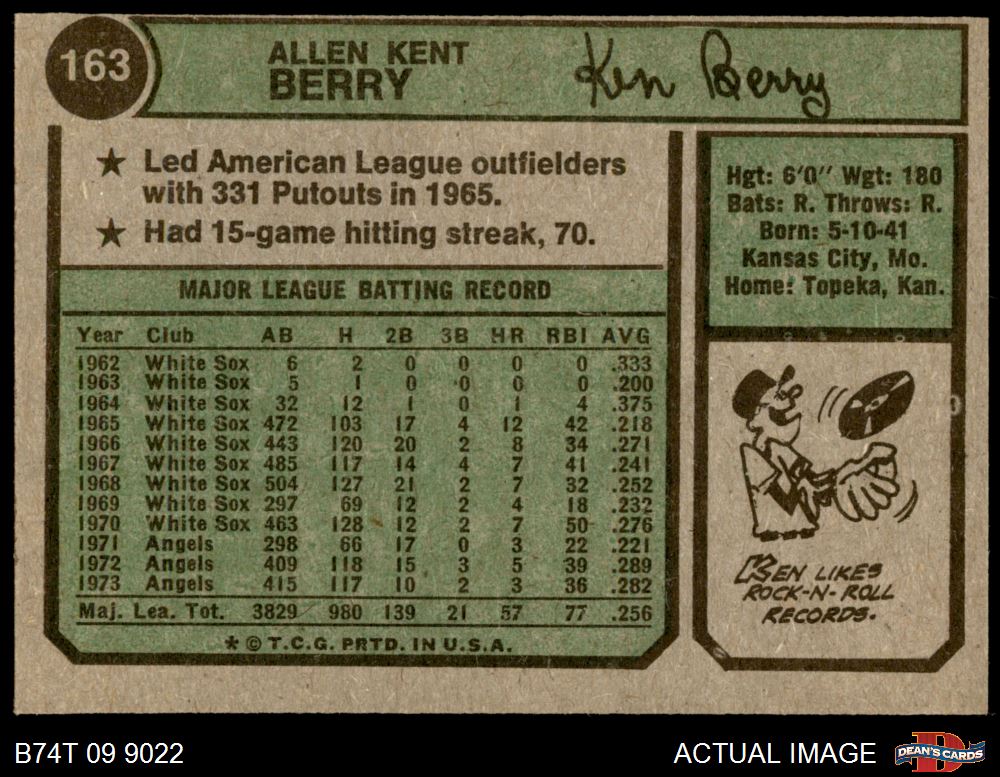 163
ALLEN KENT
BERRY
Ken Berry
★ Led American League outfielders
with 331 Putouts in 1965.
★ Had 15-game hitting streak, 70.
MAJOR LEAGUE BATTING RECORD
Year Club AB H 2B 3B HR RBI AVG
1962 White Sox 6 2 0 0 0 0 .333
1963 White Sox 5 1 0 0 0 0 .200
1964 White Sox 32 12 1 0 1 4 .375
1965 White Sox 472 103 17 4 12 42 .218
1966 White Sox 443 120 20 2 8 34 .271
1967 White Sox 485 117 14 4 7 41 .241
1968 White Sox 504 127 21 2 7 32 .252
1969 White Sox 297 69 12 2 4 18 .232
1970 White Sox 463 128 12 2 7 50 .276
1971 Angels 298 66 17 0 3 22 .221
1972 Angels 409 118 15 3 5 39 .289
1973 Angels 415 117 10 2 3 36 .282
Maj. Lea. Tot. 3829 980 139 21 57 77 .256
* © T.C.G. PRTD. IN U.S.A.
Hgt: 6'0" Wgt: 180
Bats: R. Throws: R.
Born: 5-10-41
Kansas City, Mo.
Home: Topeka, Kan.
KEN LIKES
ROCK-N-ROLL
RECORDS.
B74T 09 9022
ACTUAL IMAGE
DEAN'S CARDS